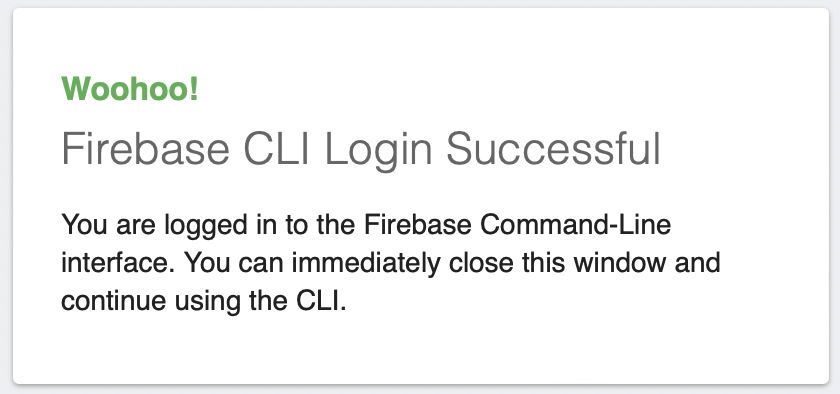 Woohoo!
Firebase CLI Login Successful
You are logged in to the Firebase Command-Line
interface. You can immediately close this window and
continue using the CLI.